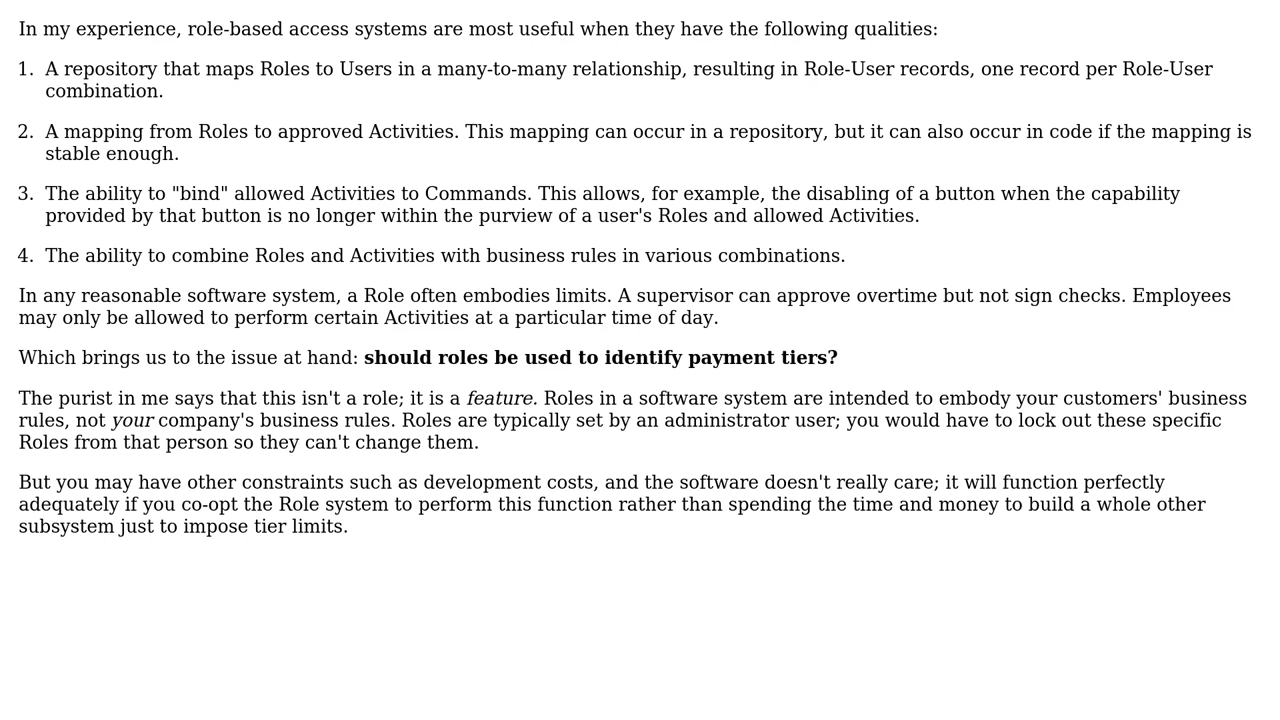 In my experience, role-based access systems are most useful when they have the following qualities:
1. A repository that maps Roles to Users in a many-to-many relationship, resulting in Role-User records, one record per Role-User
combination.
2. A mapping from Roles to approved Activities. This mapping can occur in a repository, but it can also occur in code if the mapping is
stable enough.
3. The ability to "bind" allowed Activities to Commands. This allows, for example, the disabling of a button when the capability
provided by that button is no longer within the purview of a user's Roles and allowed Activities.
4. The ability to combine Roles and Activities with business rules in various combinations.
In any reasonable software system, a Role often embodies limits. A supervisor can approve overtime but not sign checks. Employees
may only be allowed to perform certain Activities at a particular time of day.
Which brings us to the issue at hand: should roles be used to identify payment tiers?
The purist in me says that this isn't a role; it is a feature. Roles in a software system are intended to embody your customers' business
rules, not your company's business rules. Roles are typically set by an administrator user; you would have to lock out these specific
Roles from that person so they can't change them.
But you may have other constraints such as development costs, and the software doesn't really care; it will function perfectly
adequately if you co-opt the Role system to perform this function rather than spending the time and money to build a whole other
subsystem just to impose tier limits.